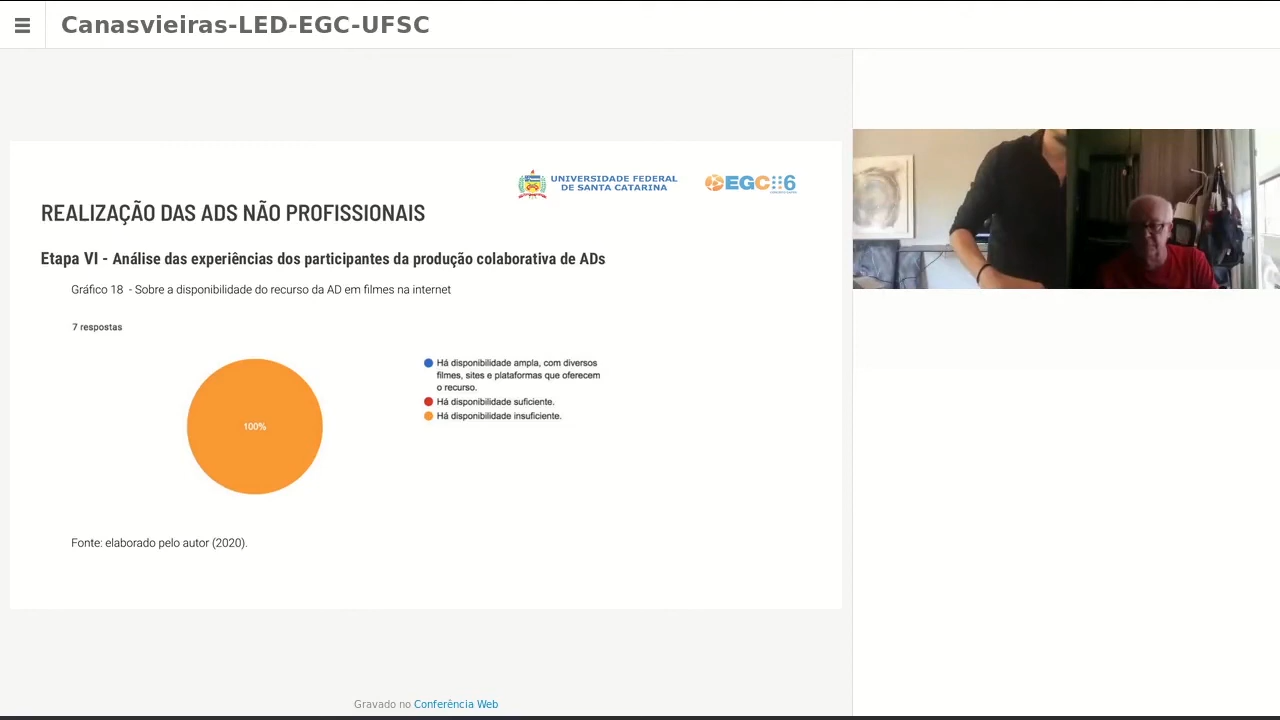 Canasvieiras-LED-EGC-UFSC
UNIVERSIDADE FEDERAL
DE SANTA CATARINA
EGC
6
REALIZAÇÃO DAS ADS NÃO PROFISSIONAIS
Etapa VI - Análise das experiências dos participantes da produção colaborativa de ADs
Gráfico 18 - Sobre a disponibilidade do recurso da AD em filmes na internet
7 respostas
100%
Há disponibilidade ampla, com diversos
filmes, sites e plataformas que oferecem
o recurso.
Há disponibilidade suficiente.
Há disponibilidade insuficiente.
Fonte: elaborado pelo autor (2020).
Gravado no Conferência Web